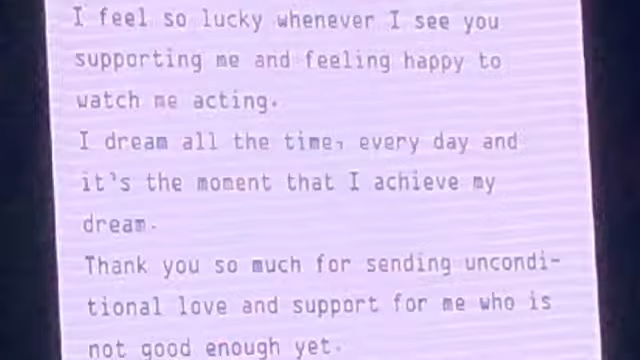 I feel so lucky whenever I see you
supporting me and feeling happy to
watch me acting.
I dream all the time, every day and
it's the moment that I achieve my
dream.
Thank you so much for sending uncondi-
tional love and support for me who is
not good enough yet.